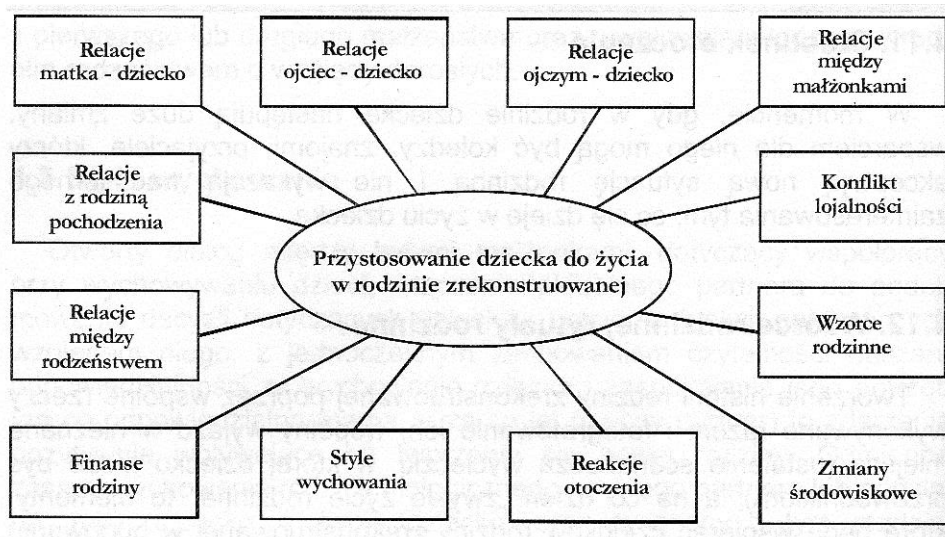 Relacje
matka - dziecko
Relacje
ojciec - dziecko
Relacje
ojczym - dziecko
Relacje
między
małżonkami
Relacje
z rodziną
pochodzenia
Konflikt
lojalności
Przystosowanie dziecka do życia
w rodzinie zrekonstruowanej
Relacje
między
rodzeństwem
Wzorce
rodzinne
Finanse
rodziny
Style
wychowania
Reakcje
otoczenia
Zmiany
środowiskowe